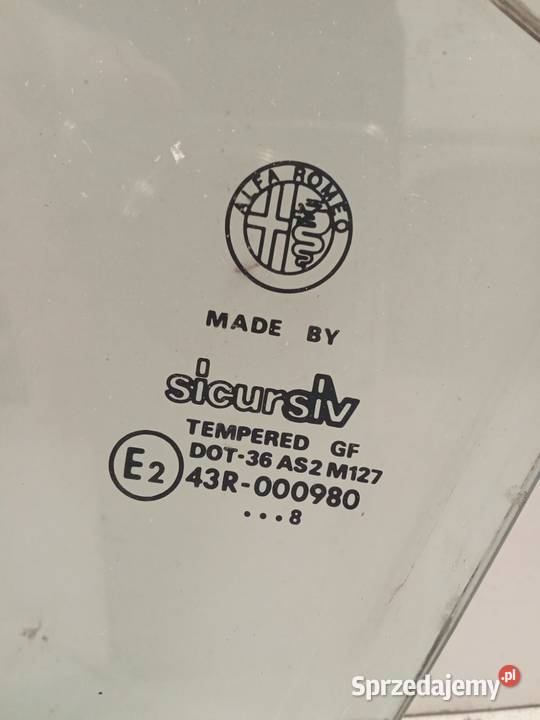 ALFA ROMEO
MADE BY
sicursiv
TEMPERED GF
DOT-36 AS2 M127
E2 43R-000980
...8
Sprzedajemy.pl